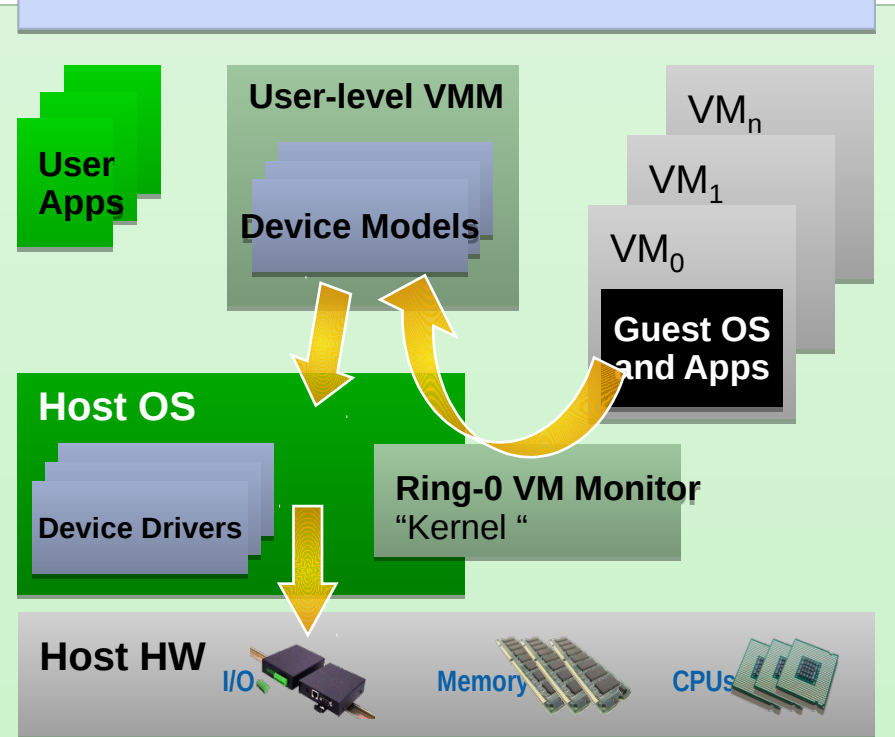 User-level VMM
VMn
User
Apps
VM1
Device Models
VM0
Guest OS
and Apps
Host OS
Ring-0 VM Monitor
“Kernel “
Device Drivers
Host HW
I/O
Memory
CPUs